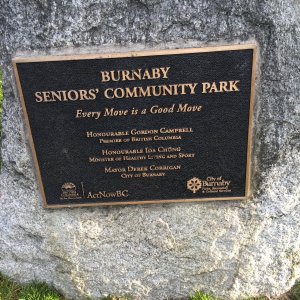 BURNABY
SENIORS' COMMUNITY PARK
Every Move is a Good Move
HONOURABLE GORDON CAMPBELL
PREMIER OF BRITISH COLUMBIA
HONOURABLE IDA CHONG
MINISTER OF HEALTHY LIVING AND SPORT
MAYOR DEREK CORRIGAN
CITY OF BURNABY
ActNowBC
City of
Burnaby